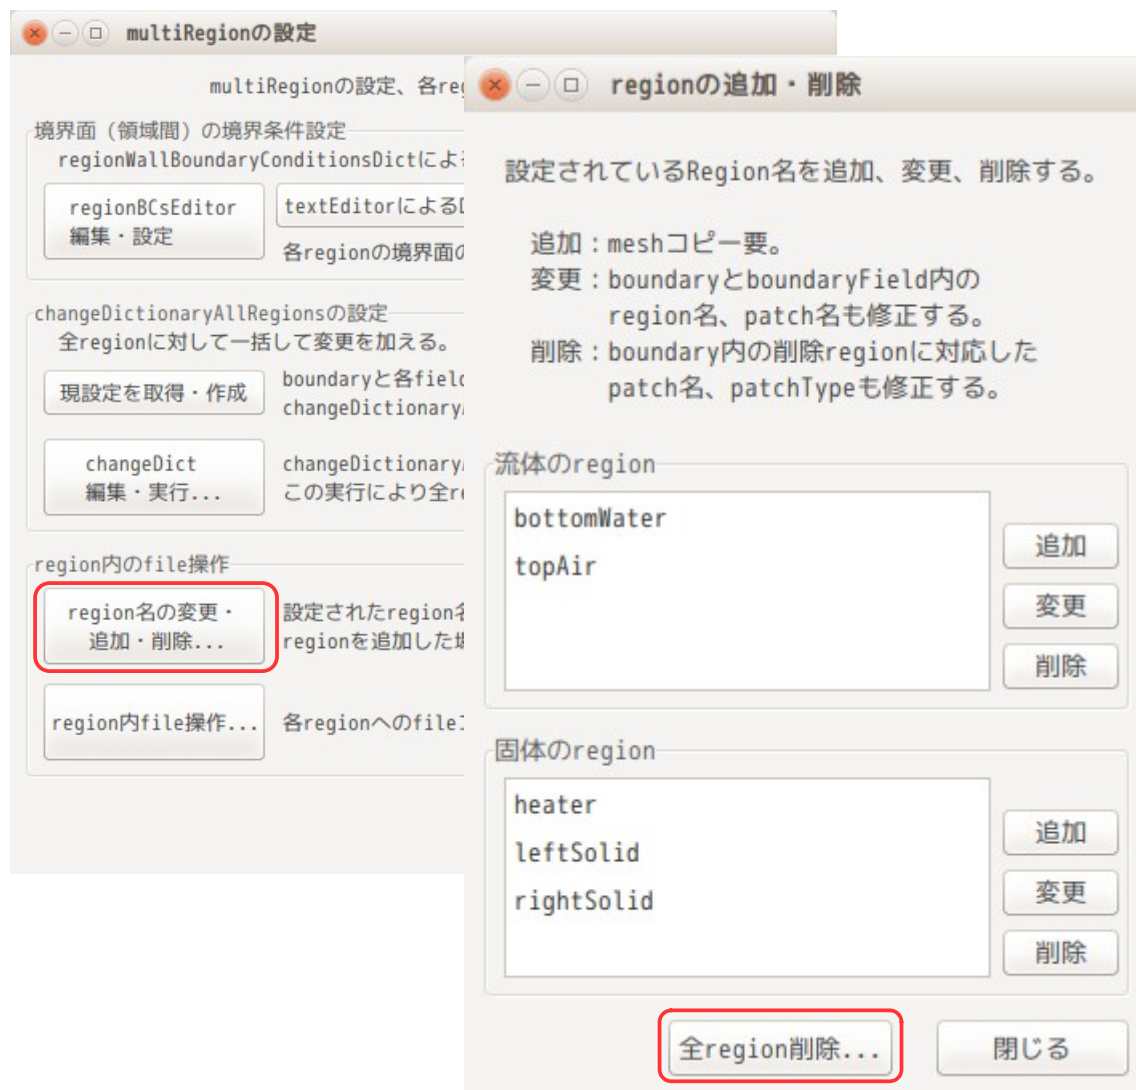 multiRegionの設定
multiRegionの設定、各
境界面（領域間）の境界条件設定
regionWallBoundaryConditionsDictによ
regionBCsEditor
編集・設定
textEditorによる
各regionの境界面の
changeDictionaryAllRegionsの設定
全regionに対して一括して変更を加える。
現設定を取得・作成
boundaryと各field
changeDictionary
changeDict
編集・実行...
changeDictionary
この実行により全
region内のfile操作
region名の変更・
追加・削除...
設定されたregion
regionを追加した
region内file操作...
各regionへのfile
regionの追加・削除
設定されているRegion名を追加、変更、削除する。
追加：meshコピー要。
変更：boundaryとboundaryField内の
region名、patch名も修正する。
削除：boundary内の削除regionに対応した
patch名、patchTypeも修正する。
流体のregion
bottomWater
topAir
追加
変更
削除
固体のregion
heater
leftSolid
rightSolid
追加
変更
削除
全region削除...
閉じる